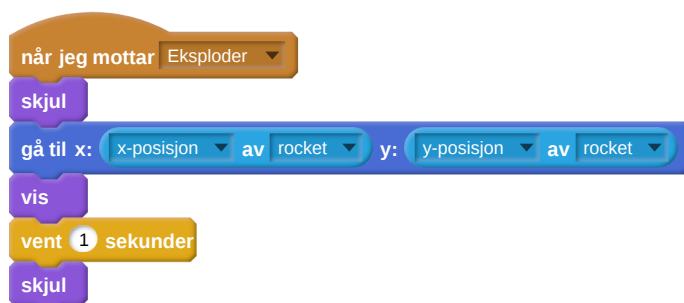 når jeg mottar Eksploder
skjul
gå til x: x-posisjon av rocket y: y-posisjon av rocket
vis
vent 1 sekunder
skjul